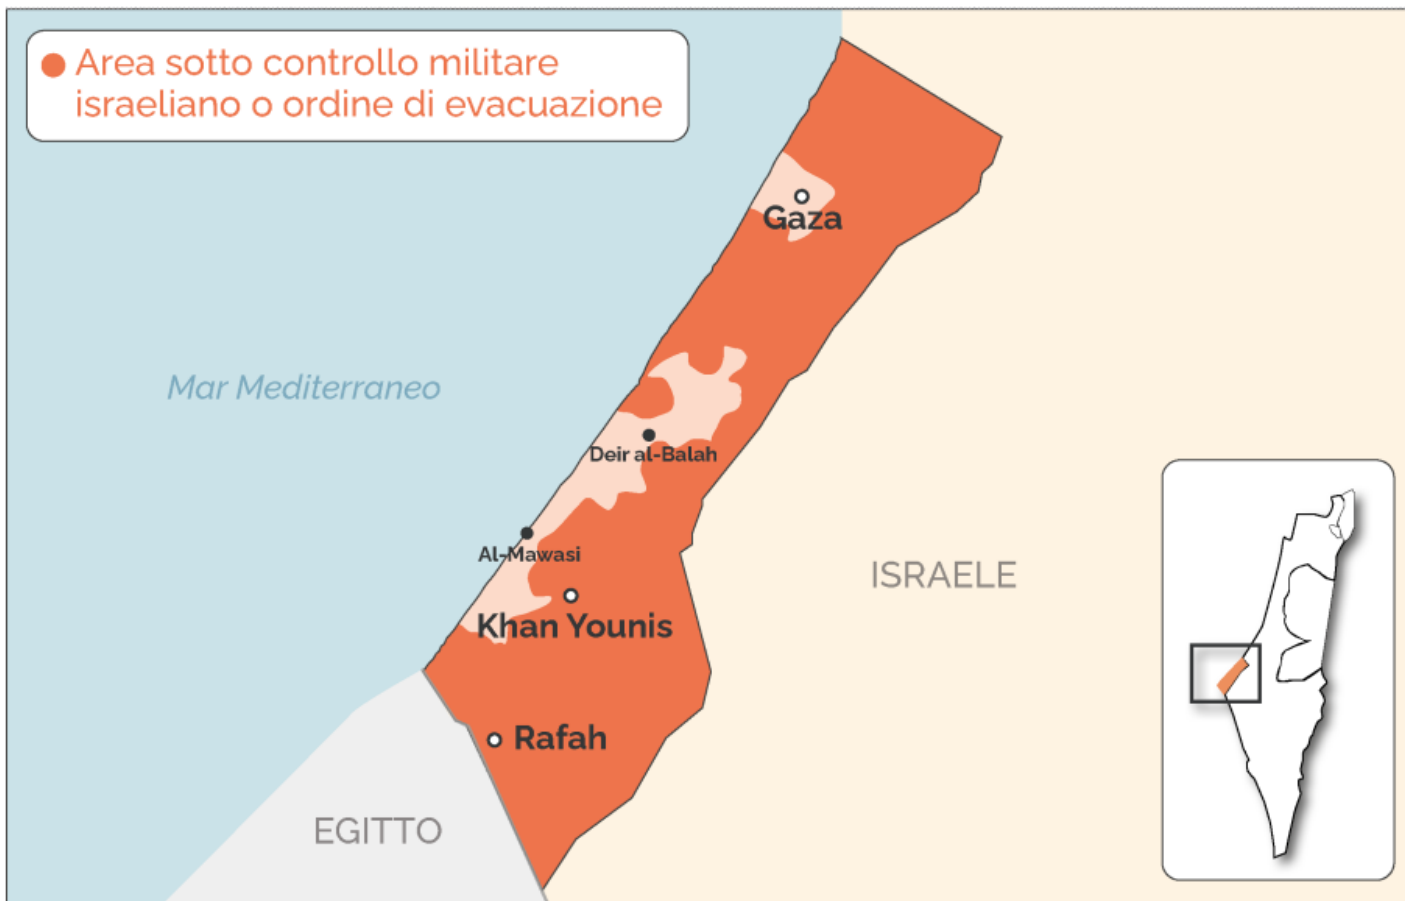 Area sotto controllo militare
israeliano o ordine di evacuazione
Gaza
Mar Mediterraneo
Deir al-Balah
Al-Mawasi
ISRAELE
Khan Younis
Rafah
EGITTO